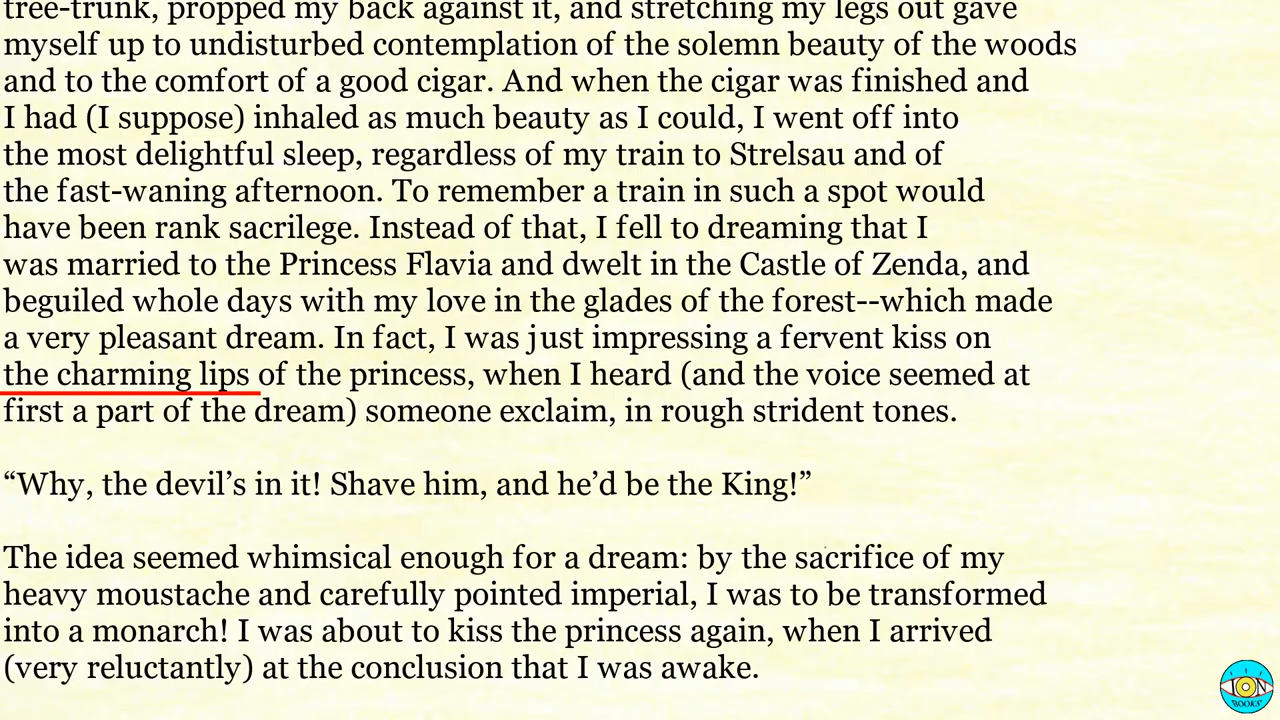 tree-trunk, propped my back against it, and stretching my legs out gave
myself up to undisturbed contemplation of the solemn beauty of the woods
and to the comfort of a good cigar. And when the cigar was finished and
I had (I suppose) inhaled as much beauty as I could, I went off into
the most delightful sleep, regardless of my train to Strelsau and of
the fast-waning afternoon. To remember a train in such a spot would
have been rank sacrilege. Instead of that, I fell to dreaming that I
was married to the Princess Flavia and dwelt in the Castle of Zenda, and
beguiled whole days with my love in the glades of the forest--which made
a very pleasant dream. In fact, I was just impressing a fervent kiss on
the charming lips of the princess, when I heard (and the voice seemed at
first a part of the dream) someone exclaim, in rough strident tones.
“Why, the devil’s in it! Shave him, and he’d be the King!”
The idea seemed whimsical enough for a dream: by the sacrifice of my
heavy moustache and carefully pointed imperial, I was to be transformed
into a monarch! I was about to kiss the princess again, when I arrived
(very reluctantly) at the conclusion that I was awake.
ION
BOOKS